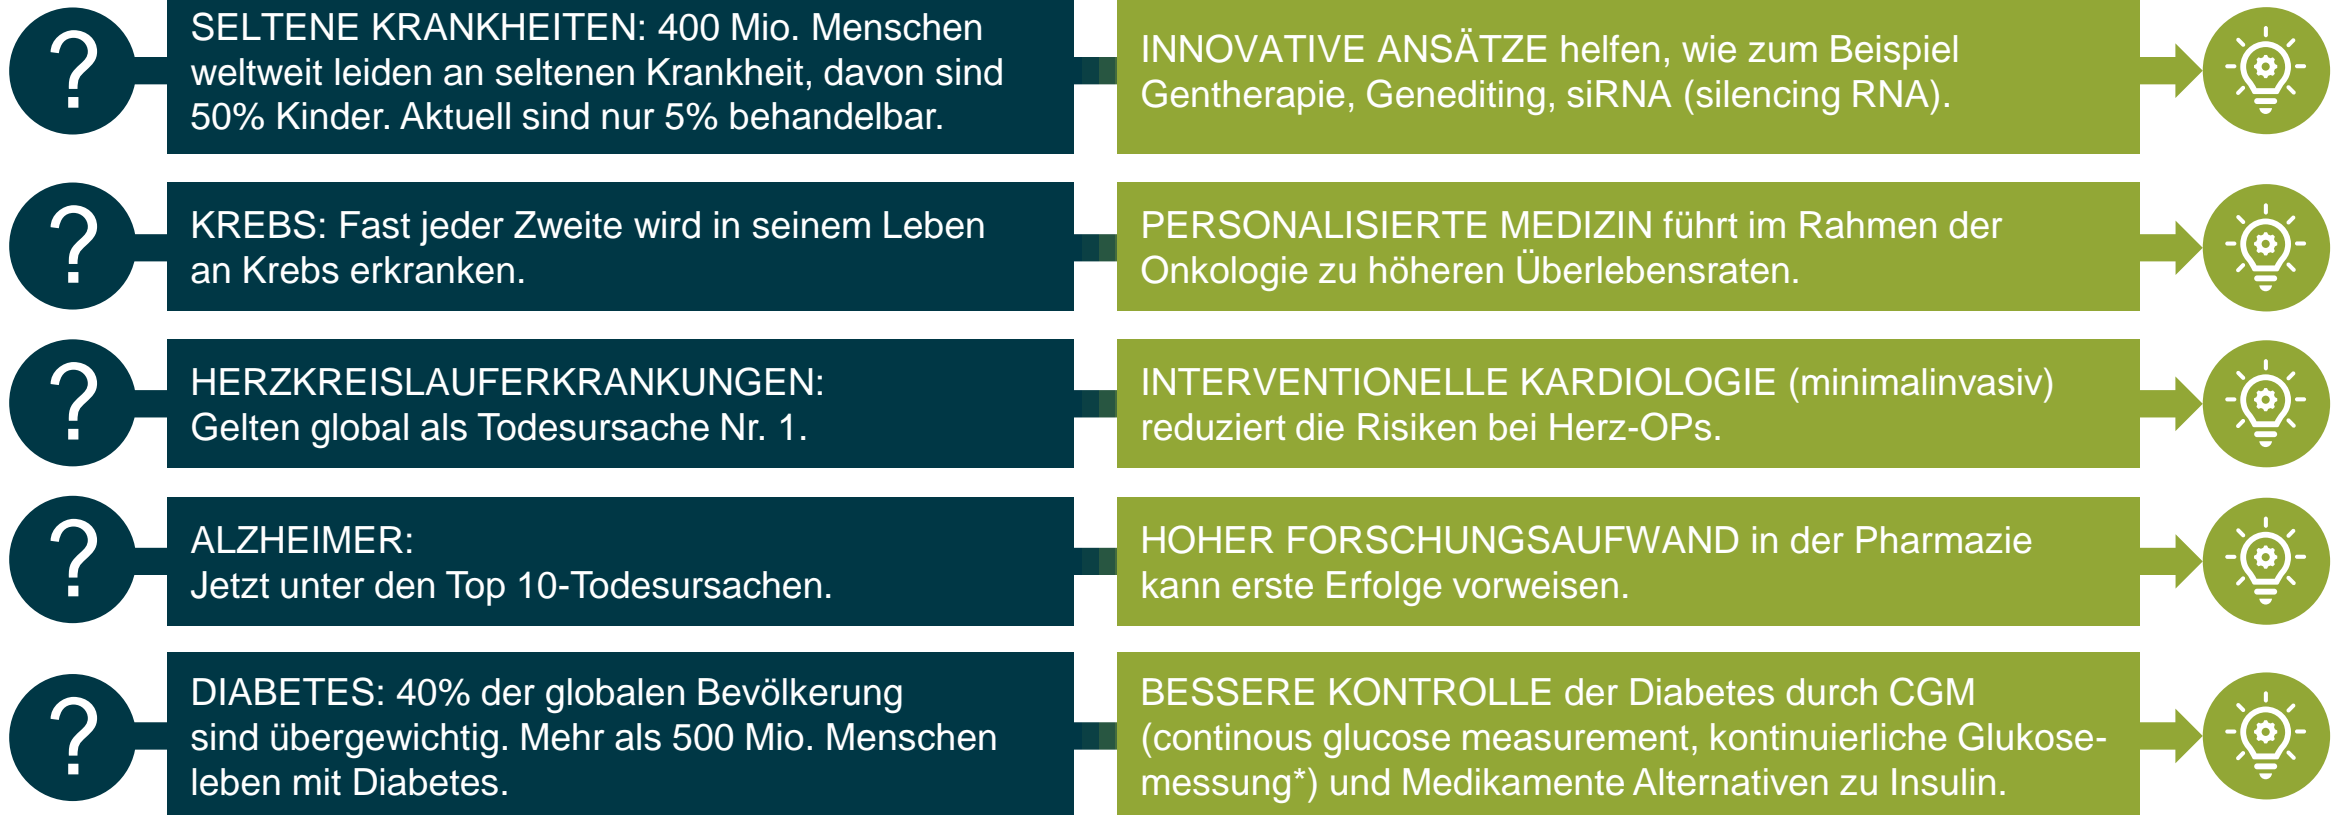 ?
SELTENE KRANKHEITEN: 400 Mio. Menschen
weltweit leiden an seltenen Krankheit, davon sind
50% Kinder. Aktuell sind nur 5% behandelbar.
INNOVATIVE ANSÄTZE helfen, wie zum Beispiel
Gentherapie, Genediting, siRNA (silencing RNA).
?
KREBS: Fast jeder Zweite wird in seinem Leben
an Krebs erkranken.
PERSONALISIERTE MEDIZIN führt im Rahmen der
Onkologie zu höheren Überlebensraten.
?
HERZKREISLAUFERKRANKUNGEN:
Gelten global als Todesursache Nr. 1.
INTERVENTIONELLE KARDIOLOGIE (minimalinvasiv)
reduziert die Risiken bei Herz-OPs.
?
ALZHEIMER:
Jetzt unter den Top 10-Todesursachen.
HOHER FORSCHUNGSAUFWAND in der Pharmazie
kann erste Erfolge vorweisen.
?
DIABETES: 40% der globalen Bevölkerung
sind übergewichtig. Mehr als 500 Mio. Menschen
leben mit Diabetes.
BESSERE KONTROLLE der Diabetes durch CGM
(continous glucose measurement, kontinuierliche Glukose-
messung*) und Medikamente Alternativen zu Insulin.